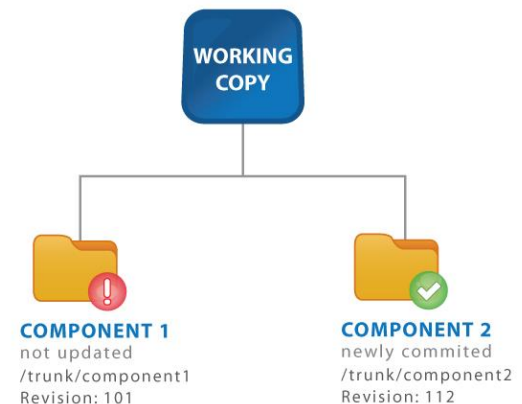 WORKING
COPY
COMPONENT 1
not updated
/trunk/component1
Revision: 101
COMPONENT 2
newly commited
/trunk/component2
Revision: 112